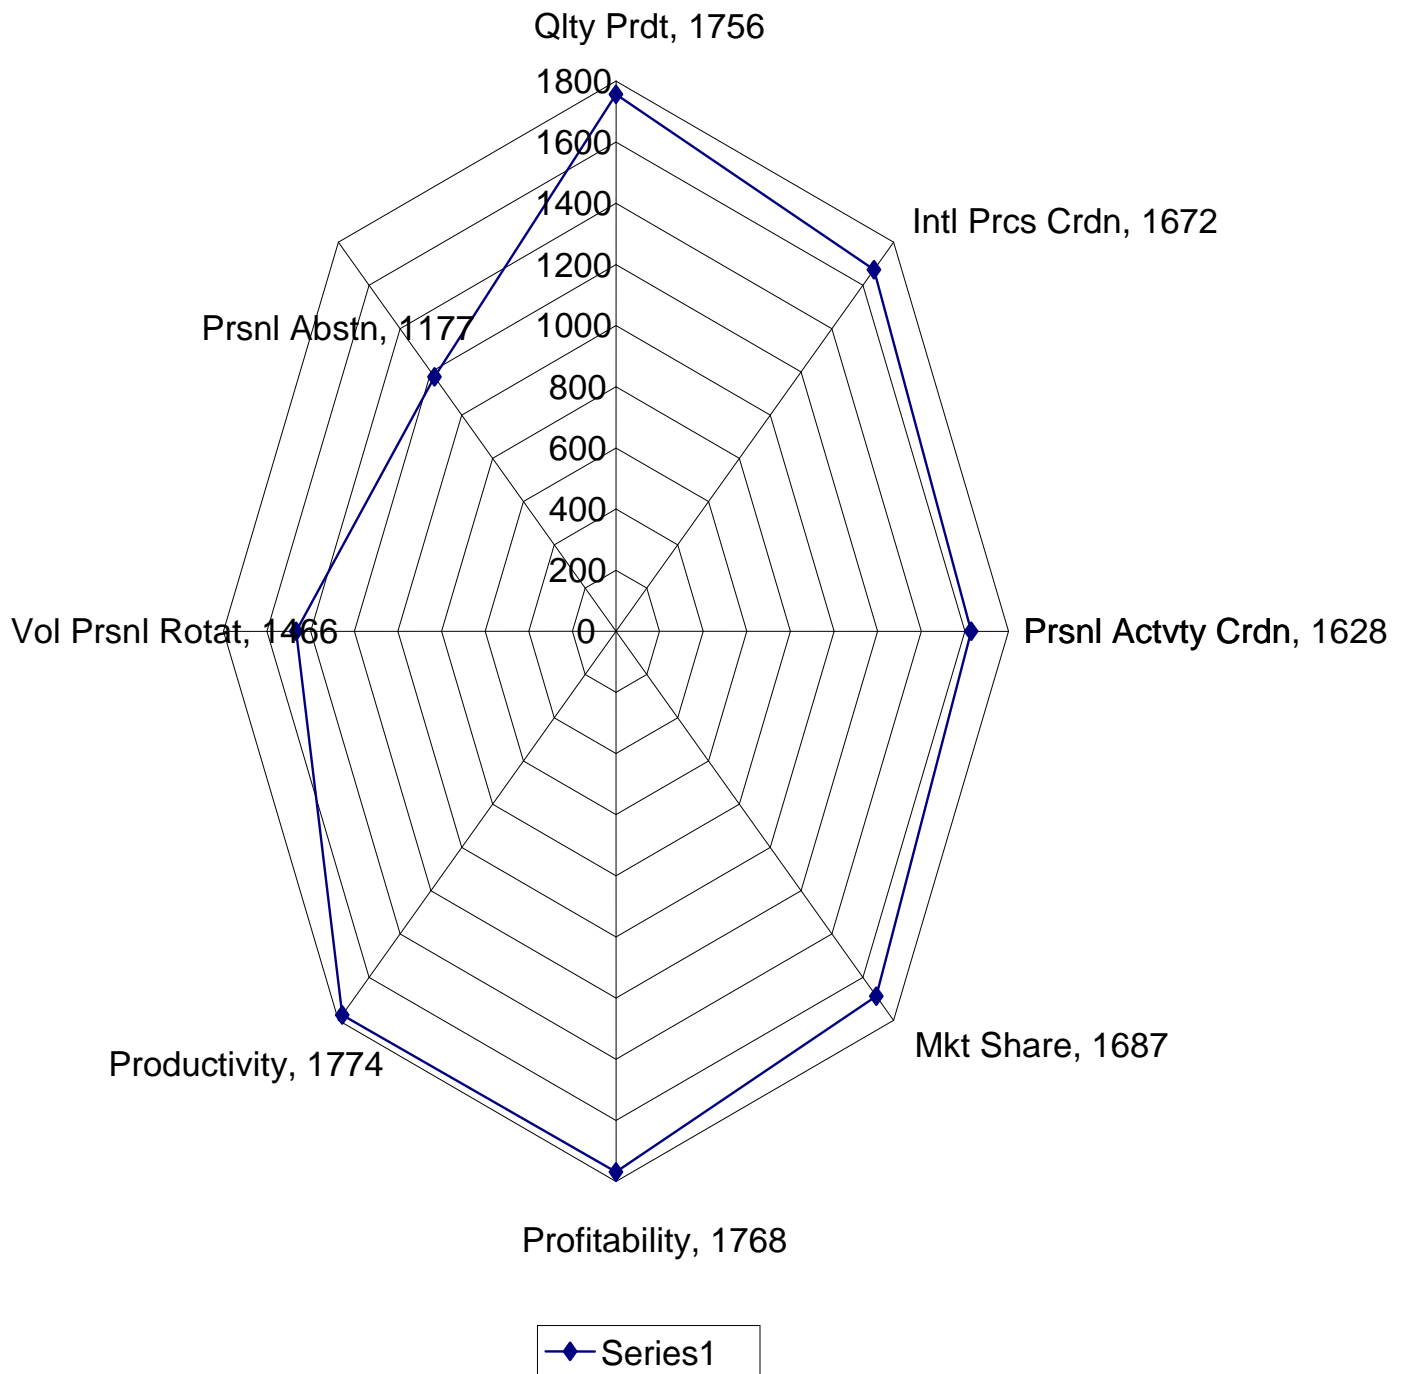 Qlty Prdt, 1756
1800
1600
1400
Intl Prcs Crdn, 1672
1200
Prsnl Abstn, 1177
1000
800
600
400
200
Vol Prsnl Rotat, 1466
0
Prsnl Actvty Crdn, 1628
Mkt Share, 1687
Productivity, 1774
Profitability, 1768
Series1